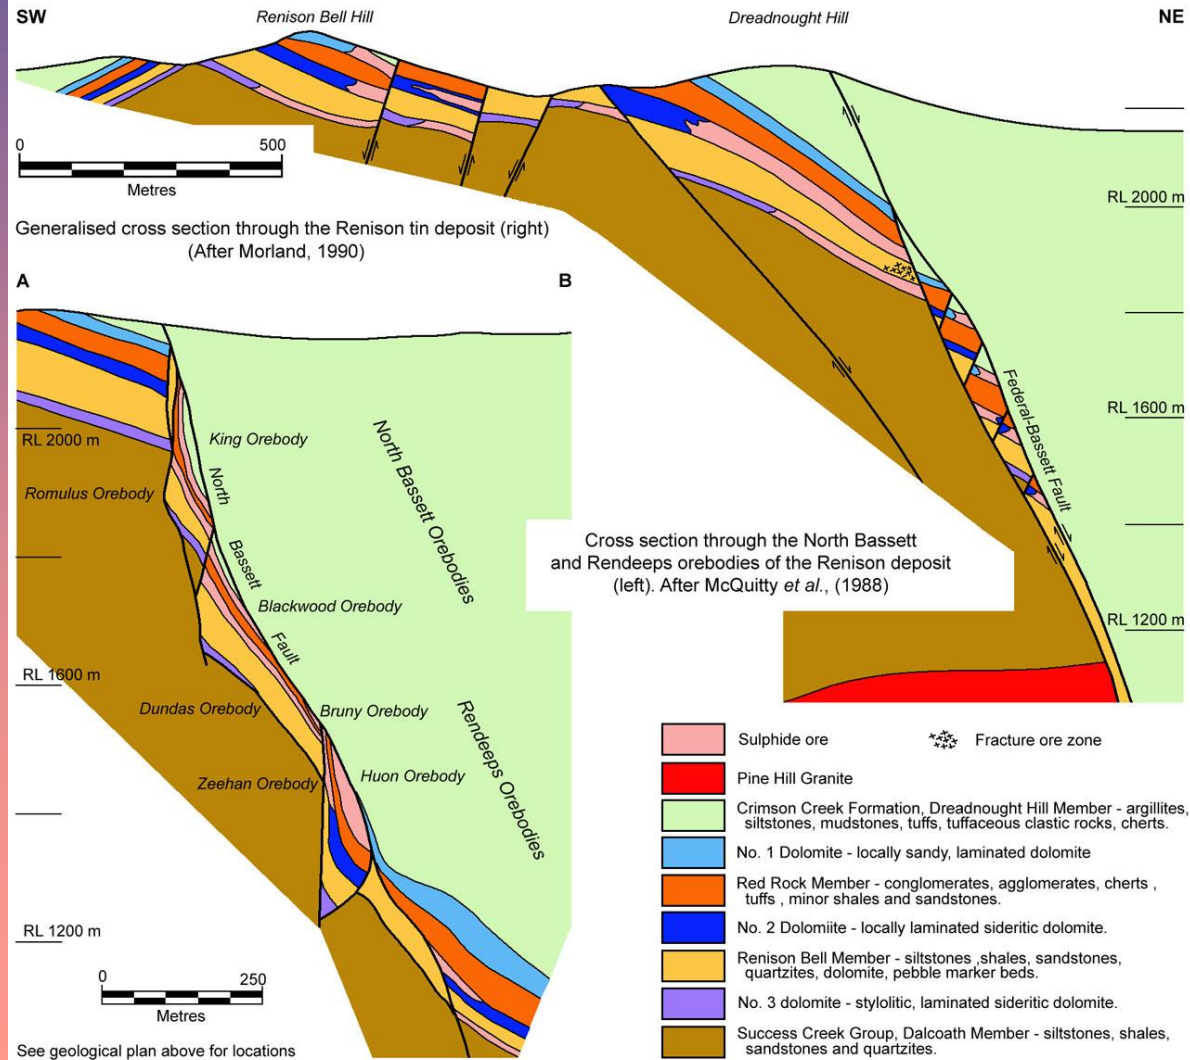 SW
Renison Bell Hill
Dreadnought Hill
NE
0
500
Metres
RL 2000 m
Generalised cross section through the Renison tin deposit (right)
(After Morland, 1990)
RL 1600 m
Federal-Bassett Fault
RL 1200 m
A
B
RL 2000 m
King Orebody
North Bassett Orebodies
Romulus Orebody
North Bassett Fault
Cross section through the North Bassett
and Rendeeps orebodies of the Renison deposit
(left). After McQuitty et al., (1988)
Blackwood Orebody
RL 1600 m
Dundas Orebody
Bruny Orebody
Rendeeps Orebodies
Zeehan Orebody
Huon Orebody
RL 1200 m
0
250
Metres
See geological plan above for locations
Sulphide ore
Fracture ore zone
Pine Hill Granite
Crimson Creek Formation, Dreadnought Hill Member - argillites,
siltstones, mudstones, tuffs, tuffaceous clastic rocks, cherts.
No. 1 Dolomite - locally sandy, laminated dolomite
Red Rock Member - conglomerates, agglomerates, cherts ,
tuffs , minor shales and sandstones.
No. 2 Dolomiite - locally laminated sideritic dolomite.
Renison Bell Member - siltstones ,shales, sandstones,
quartzites, dolomite, pebble marker beds.
No. 3 dolomite - stylolitic, laminated sideritic dolomite.
Success Creek Group, Dalcoath Member - siltstones, shales,
sandstones and quartzites.